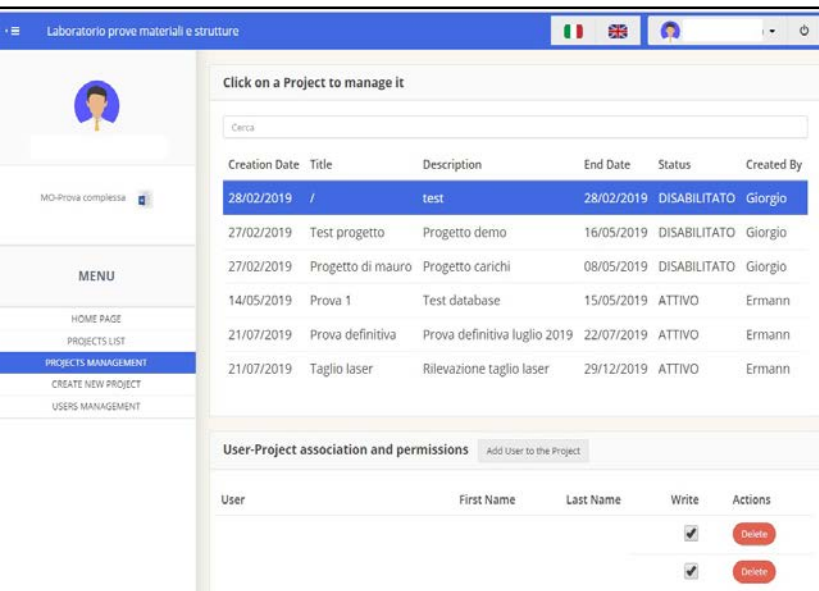 Laboratorio prove materiali e strutture
MO-Prova complessa
MENU
HOME PAGE
PROJECTS LIST
PROJECTS MANAGEMENT
CREATE NEW PROJECT
USERS MANAGEMENT
Click on a Project to manage it
Cerca
Creation Date Title Description End Date Status Created By
28/02/2019 / test 28/02/2019 DISABILITATO Giorgio
27/02/2019 Test progetto Progetto demo 16/05/2019 DISABILITATO Giorgio
27/02/2019 Progetto di mauro Progetto carichi 08/05/2019 DISABILITATO Giorgio
14/05/2019 Prova 1 Test database 15/05/2019 ATTIVO Ermann
21/07/2019 Prova definitiva Prova definitiva luglio 2019 22/07/2019 ATTIVO Ermann
21/07/2019 Taglio laser Rilevazione taglio laser 29/12/2019 ATTIVO Ermann
User-Project association and permissions Add User to the Project
User First Name Last Name Write Actions
Delete
Delete